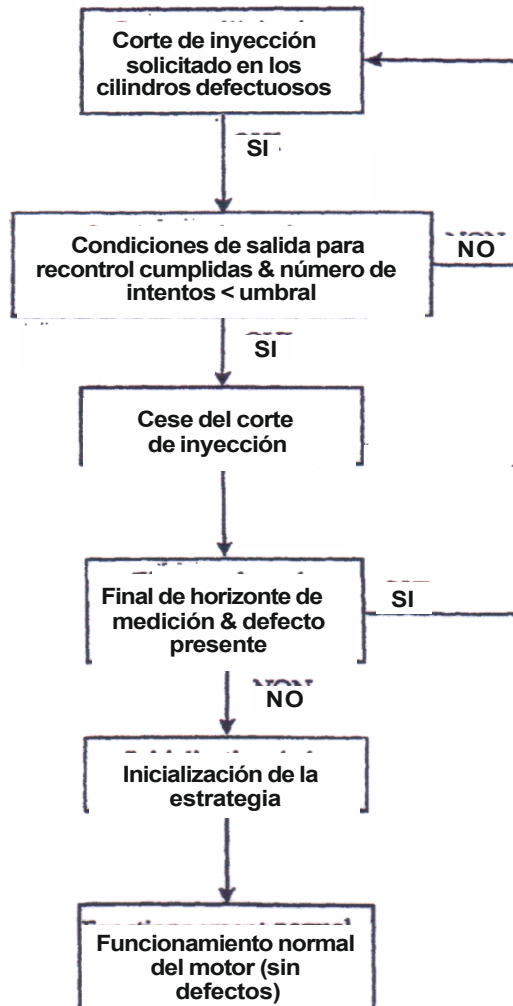 Corte de inyección
solicitado en los
cilindros defectuosos
SI
Condiciones de salida para
recontrol cumplidas & número de
intentos < umbral
NO
SI
Cese del corte
de inyección
Final de horizonte de
medición & defecto
presente
SI
NO
Inicialización de la
estrategia
Funcionamiento normal
del motor (sin
defectos)